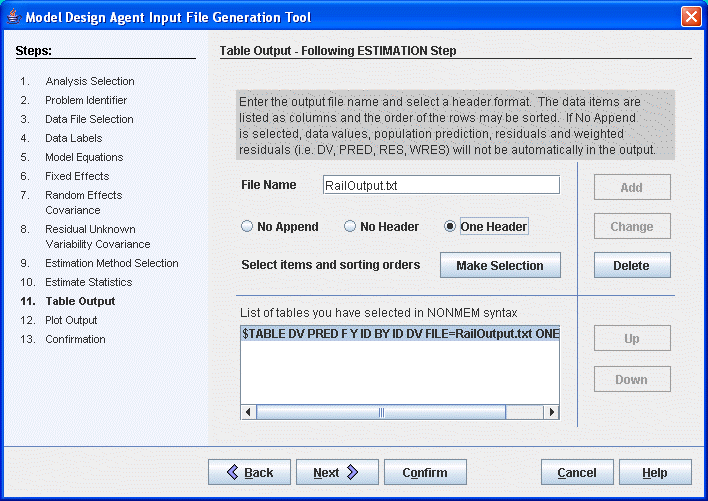 Model Design Agent Input File Generation Tool
Steps:
1. Analysis Selection
2. Problem Identifier
3. Data File Selection
4. Data Labels
5. Model Equations
6. Fixed Effects
7. Random Effects
Covariance
8. Residual Unknown
Variability Covariance
9. Estimation Method Selection
10. Estimate Statistics
11. Table Output
12. Plot Output
13. Confirmation
Table Output - Following ESTIMATION Step
Enter the output file name and select a header format. The data items are
listed as columns and the order of the rows may be sorted. If No Append
is selected, data values, population prediction, residuals and weighted
residuals (i.e. DV, PRED, RES, WRES) will not be automatically in the output.
File Name RailOutput.txt
No Append No Header One Header
Select items and sorting orders Make Selection
Add
Change
Delete
List of tables you have selected in NONMEM syntax
$TABLE DV PRED F Y ID BY ID DV FILE=RailOutput.txt ONE
Up
Down
Back Next Confirm Cancel Help